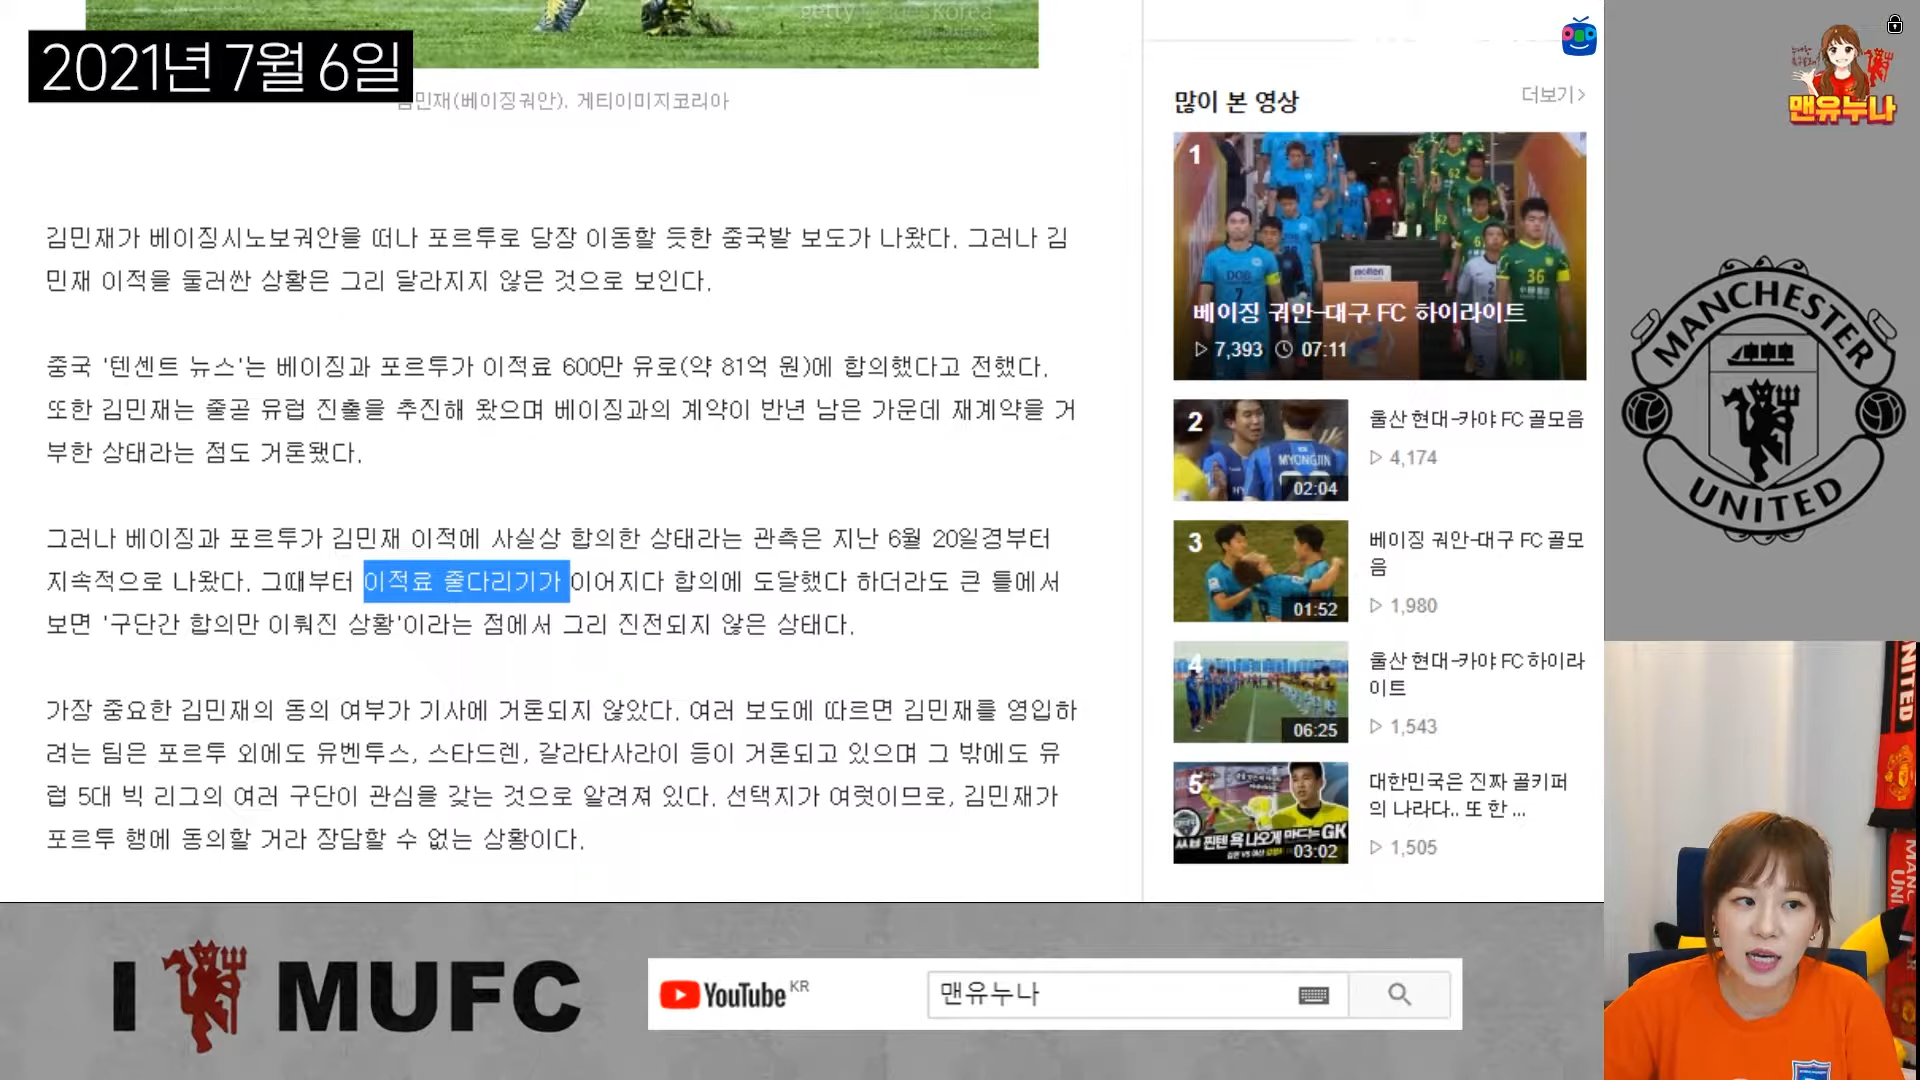 2021년 7월 6일
김민재(베이징궈안). 게티이미지코리아
김민재가 베이징시노보궈안을 떠나 포르투로 당장 이동할 듯한 중국발 보도가 나왔다. 그러나 김
민재 이적을 둘러싼 상황은 그리 달라지지 않은 것으로 보인다.
중국 '텐센트 뉴스'는 베이징과 포르투가 이적료 600만 유로(약 81억 원)에 합의했다고 전했다.
또한 김민재는 줄곧 유럽 진출을 추진해 왔으며 베이징과의 계약이 반년 남은 가운데 재계약을 거
부한 상태라는 점도 거론됐다.
그러나 베이징과 포르투가 김민재 이적에 사실상 합의한 상태라는 관측은 지난 6월 20일경부터
지속적으로 나왔다. 그때부터 이적료 줄다리기가 이어지다 합의에 도달했다 하더라도 큰 틀에서
보면 '구단간 합의만 이뤄진 상황'이라는 점에서 그리 진전되지 않은 상태다.
가장 중요한 김민재의 동의 여부가 기사에 거론되지 않았다. 여러 보도에 따르면 김민재를 영입하
려는 팀은 포르투 외에도 유벤투스, 스타드렌, 갈라타사라이 등이 거론되고 있으며 그 밖에도 유
럽 5대 빅 리그의 여러 구단이 관심을 갖는 것으로 알려져 있다. 선택지가 여럿이므로, 김민재가
포르투 행에 동의할 거라 장담할 수 없는 상황이다.
많이 본 영상
더보기>
1
베이징 궈안-대구 FC 하이라이트
7,393 07:11
2
MYONGJIN
02:04
울산 현대-카야 FC 골모음
4,174
3
01:52
베이징 궈안-대구 FC 골모
음
1,980
4
06:25
울산 현대-카야 FC 하이라
이트
1,543
5
찐텐 욕 나오게 만드는 GK
03:02
대한민국은 진짜 골키퍼
의 나라다.. 또 한 ...
1,505
맨유누나
MANCHESTER
UNITED
I MUFC
YouTube KR
맨유누나
UNITED